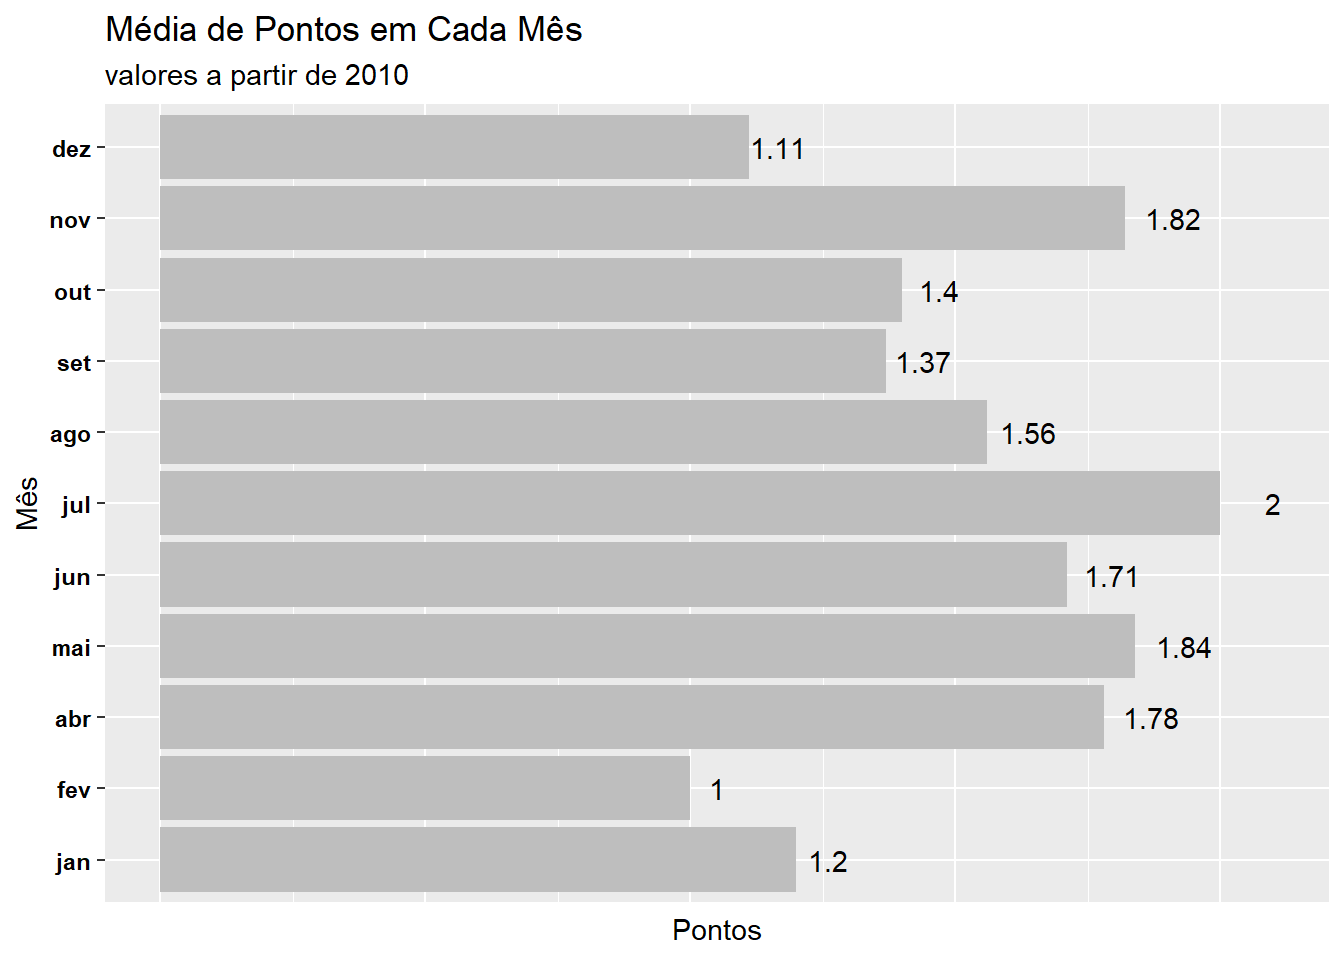 Média de Pontos em Cada Mês
valores a partir de 2010
dez 1.11
nov 1.82
out 1.4
set 1.37
ago 1.56
jul 2
jun 1.71
mai 1.84
abr 1.78
fev 1
jan 1.2
Mês
Pontos